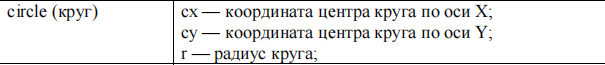 circle (круг)
cx — координата центра круга по оси X;
cy — координата центра круга по оси Y;
r — радиус круга;